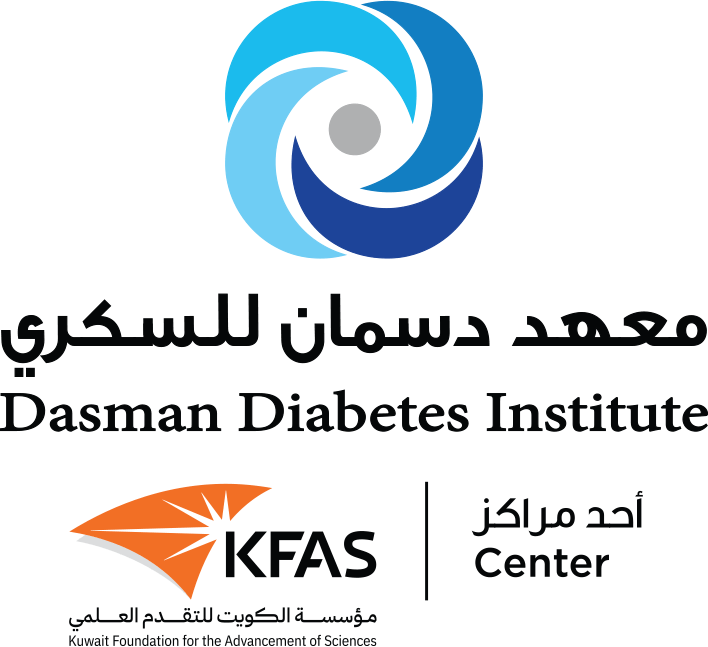 معهد دسمان للسكري
Dasman Diabetes Institute
KFAS
مؤسسة الكويت للتقدم العلمي
Kuwait Foundation for the Advancement of Sciences
أحد مراكز
Center